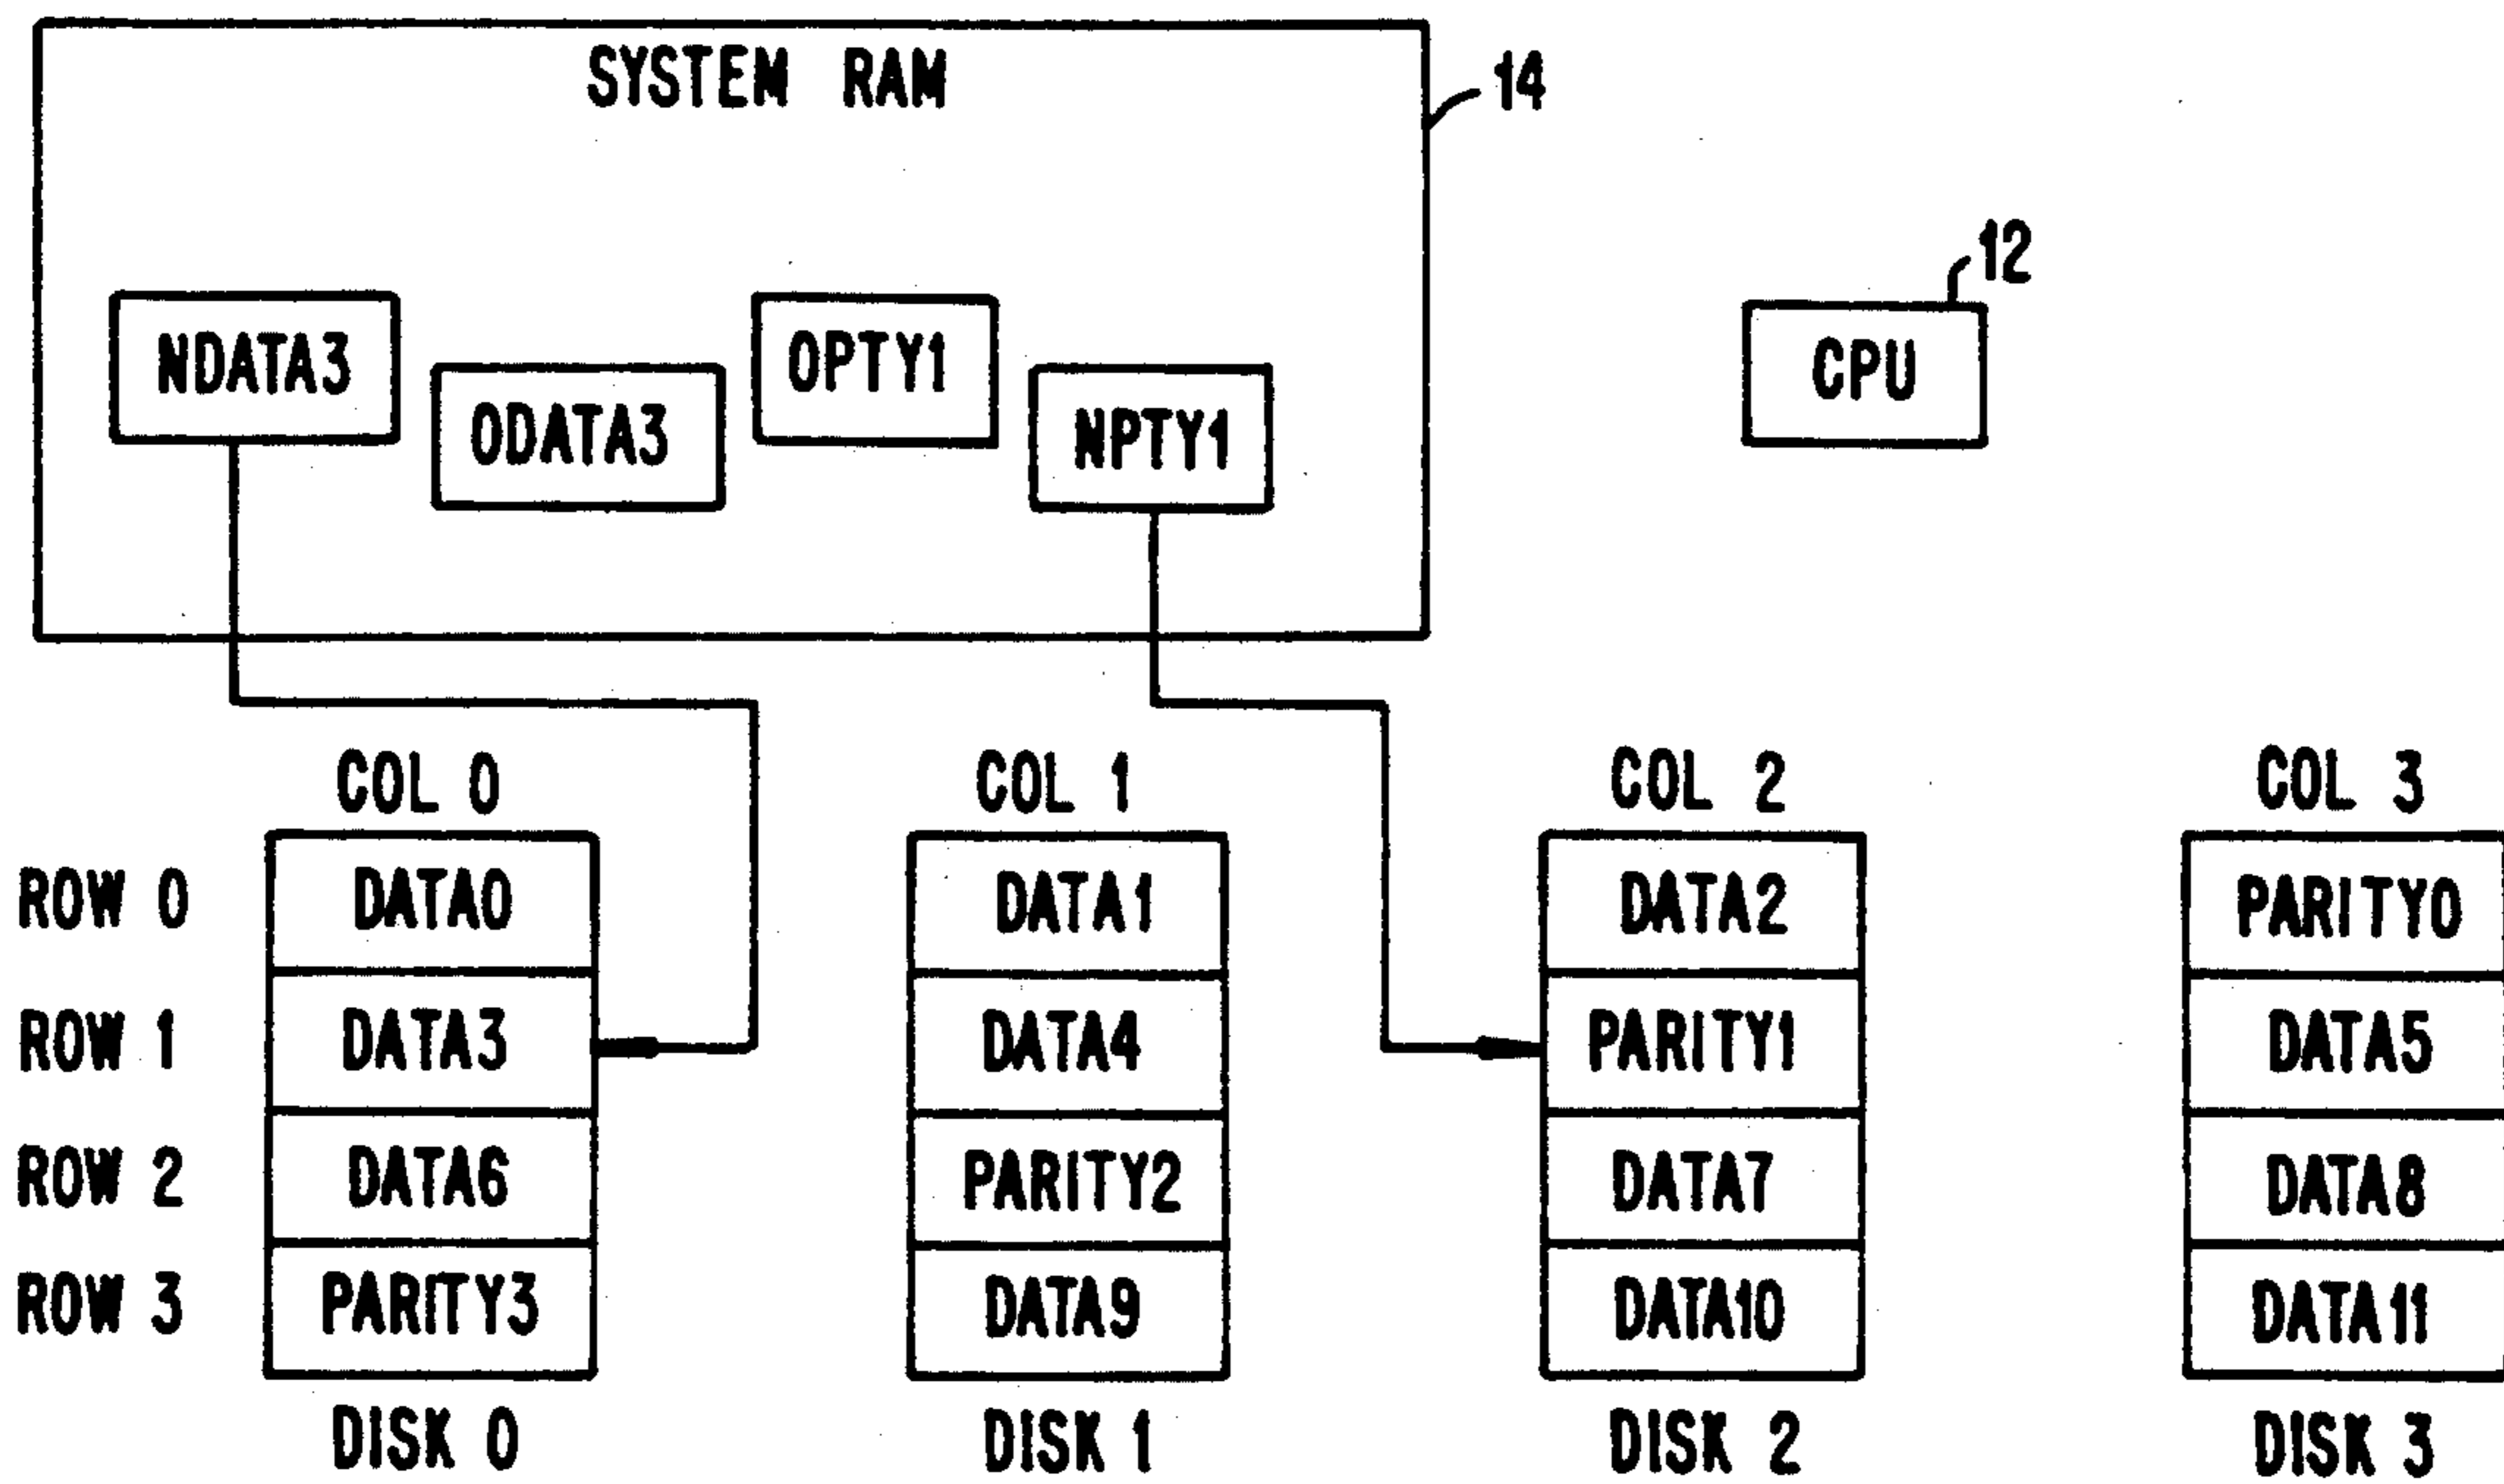 SYSTEM RAM
14
12
NDATA3
ODATA3
OPTY1
NPTY1
CPU
COL 0 COL 1 COL 2 COL 3
ROW 0 DATA0 DATA1 DATA2 PARITY0
ROW 1 DATA3 DATA4 PARITY1 DATA5
ROW 2 DATA6 PARITY2 DATA7 DATA8
ROW 3 PARITY3 DATA9 DATA10 DATA11
DISK 0 DISK 1 DISK 2 DISK 3